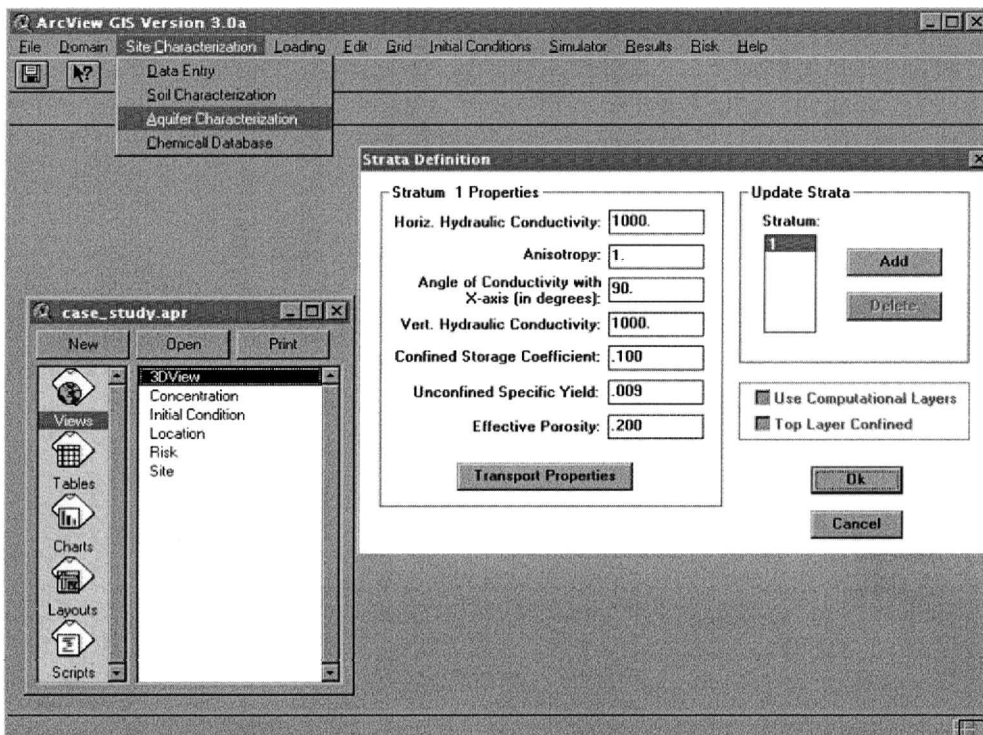 ArcView GIS Version 3.0a
File Domain Site Characterization Loading Edit Grid Initial Conditions Simulator Results Risk Help
Data Entry
Soil Characterization
Aquifer Characterization
Chemicall Database
Strata Definition
Stratum 1 Properties
Horiz. Hydraulic Conductivity: 1000.
Anisotropy: 1.
Angle of Conductivity with
X-axis (in degrees): 90.
Vert. Hydraulic Conductivity: 1000.
Confined Storage Coefficient: .100
Unconfined Specific Yield: .009
Effective Porosity: .200
Transport Properties
Update Strata
Stratum:
1
Add
Delete
Use Computational Layers
Top Layer Confined
Ok
Cancel
case_study.apr
New Open Print
Views
Tables
Charts
Layouts
Scripts
3DView
Concentration
Initial Condition
Location
Risk
Site